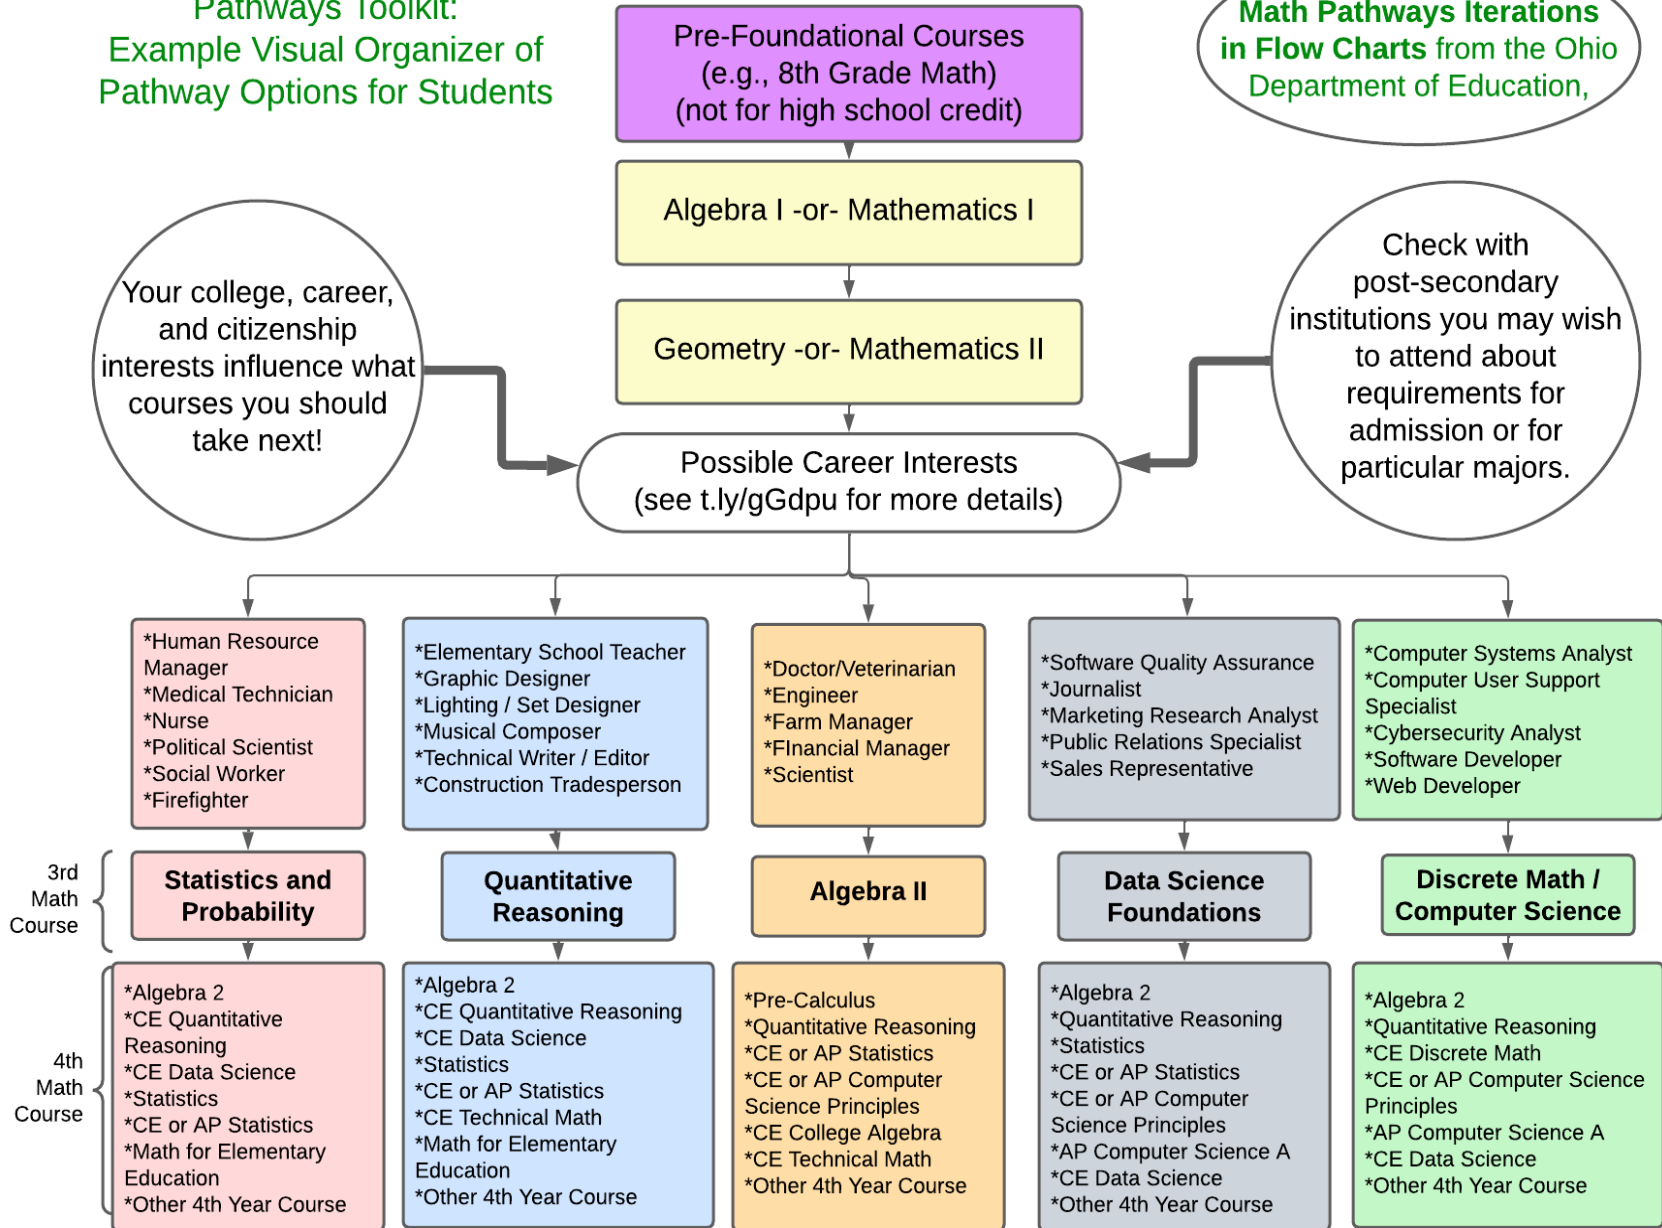 Pathways Toolkit:
Example Visual Organizer of
Pathway Options for Students
Pre-Foundational Courses
(e.g., 8th Grade Math)
(not for high school credit)
Math Pathways Iterations
in Flow Charts from the Ohio
Department of Education,
Algebra I -or- Mathematics I
Geometry -or- Mathematics II
Your college, career,
and citizenship
interests influence what
courses you should
take next!
Check with
post-secondary
institutions you may wish
to attend about
requirements for
admission or for
particular majors.
Possible Career Interests
(see t.ly/gGdpu for more details)
*Human Resource
Manager
*Medical Technician
*Nurse
*Political Scientist
*Social Worker
*Firefighter
*Elementary School Teacher
*Graphic Designer
*Lighting / Set Designer
*Musical Composer
*Technical Writer / Editor
*Construction Tradesperson
*Doctor/Veterinarian
*Engineer
*Farm Manager
*FInancial Manager
*Scientist
*Software Quality Assurance
*Journalist
*Marketing Research Analyst
*Public Relations Specialist
*Sales Representative
*Computer Systems Analyst
*Computer User Support
Specialist
*Cybersecurity Analyst
*Software Developer
*Web Developer
3rd
Math
Course
Statistics and
Probability
Quantitative
Reasoning
Algebra II
Data Science
Foundations
Discrete Math /
Computer Science
4th
Math
Course
*Algebra 2
*CE Quantitative
Reasoning
*CE Data Science
*Statistics
*CE or AP Statistics
*Math for Elementary
Education
*Other 4th Year Course
*Algebra 2
*CE Quantitative Reasoning
*CE Data Science
*Statistics
*CE or AP Statistics
*CE Technical Math
*Math for Elementary
Education
*Other 4th Year Course
*Pre-Calculus
*Quantitative Reasoning
*CE or AP Statistics
*CE or AP Computer
Science Principles
*CE College Algebra
*CE Technical Math
*Other 4th Year Course
*Algebra 2
*Quantitative Reasoning
*Statistics
*CE or AP Statistics
*CE or AP Computer
Science Principles
*AP Computer Science A
*CE Data Science
*Other 4th Year Course
*Algebra 2
*Quantitative Reasoning
*CE Discrete Math
*CE or AP Computer Science
Principles
*AP Computer Science A
*CE Data Science
*Other 4th Year Course